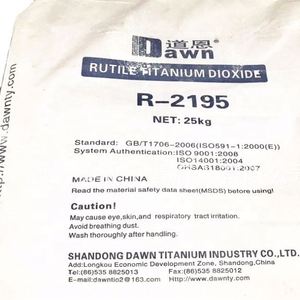 道恩
Dawn
RUTILE TITANIUM DIOXIDE
R-2195
NET: 25kg
Standard: GB/T1706-2006(ISO591-1:2000(E))
System Authentication:ISO 9001:2008
ISO14001:2004
OHSAS18001:2007
MADE IN CHINA
Read the material safety data sheet(MSDS) before using!
Caution!
May cause eye,skin,and respiratory tract irritation.
Avoid breathing dust.
Wash thoroughly after handling.
SHANDONG DAWN TITANIUM INDUSTRY CO.,LTD.
Add:Longkou Economic Development Zone, Shandong,China
Tel:(86)535 8825013 Fax:(86)535
E-mail:dawntio2@163.com Http://www.dawnty.com
http://www.dawnty.com